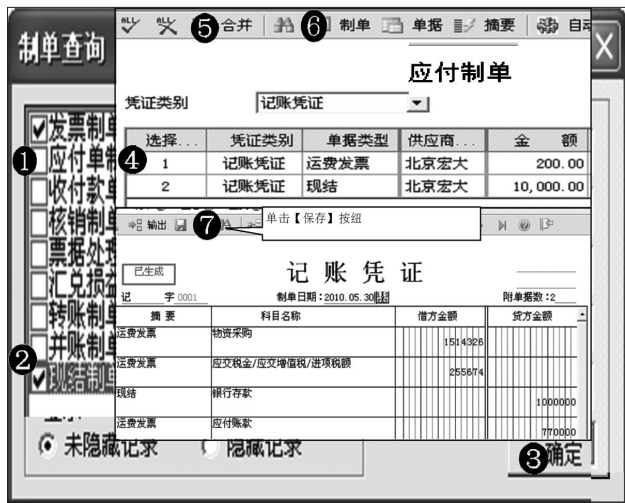 制单查询
ALL ALL ❺ 合并 ❻ 制单 单据 摘要
应付制单
凭证类别 记账凭证
选择... 凭证类别 单据类型 供应商... 金 额
❹ 1 记账凭证 运费发票 北京宏大 200.00
2 记账凭证 现结 北京宏大 10,000.00
发票制单
❶ 应付单制
收付款单
核销制单
票据处理
汇兑损益
转账制单
并账制单
❷ 现结制单
输出 ❼ 单击【保存】按纽
已生成
记 账 凭 证
记 字 0001 制单日期:2010.05.30 附单据数:2
摘 要 科目名称 借方金额 贷方金额
运费发票 物资采购 1514326
运费发票 应交税金/应交增值税/进项税额 255674
现结 银行存款 1000000
运费发票 应付账款 770000
未隐藏记录 隐藏记录
❸ 确定